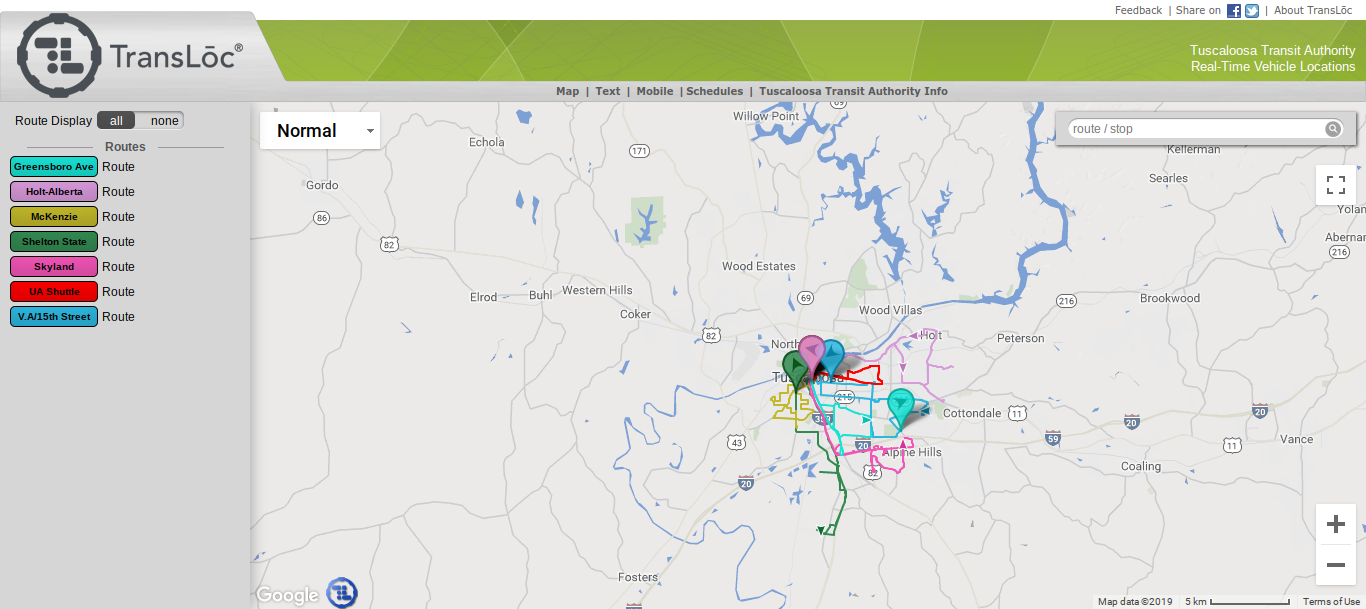 Feedback | Share on | About TransLōc
TransLōc®
Tuscaloosa Transit Authority
Real-Time Vehicle Locations
Map | Text | Mobile | Schedules | Tuscaloosa Transit Authority Info
Route Display all none
Routes
Greensboro Ave Route
Holt-Alberta Route
McKenzie Route
Shelton State Route
Skyland Route
UA Shuttle Route
V.A/15th Street Route
Normal
route / stop
69
Willow Point
Echola
171
Kellerman
Searles
Gordo
86
Yolan
82
Abernan
216
Wood Estates
Elrod
Buhl
Western Hills
69
216
Brookwood
Coker
Wood Villas
82
Holt
Peterson
North
Tuscaloosa
215
359
Cottondale
11
20
20
43
20
59
11
Vance
Alpine Hills
82
Coaling
20
Fosters
Google
Map data ©2019 5 km Terms of Use